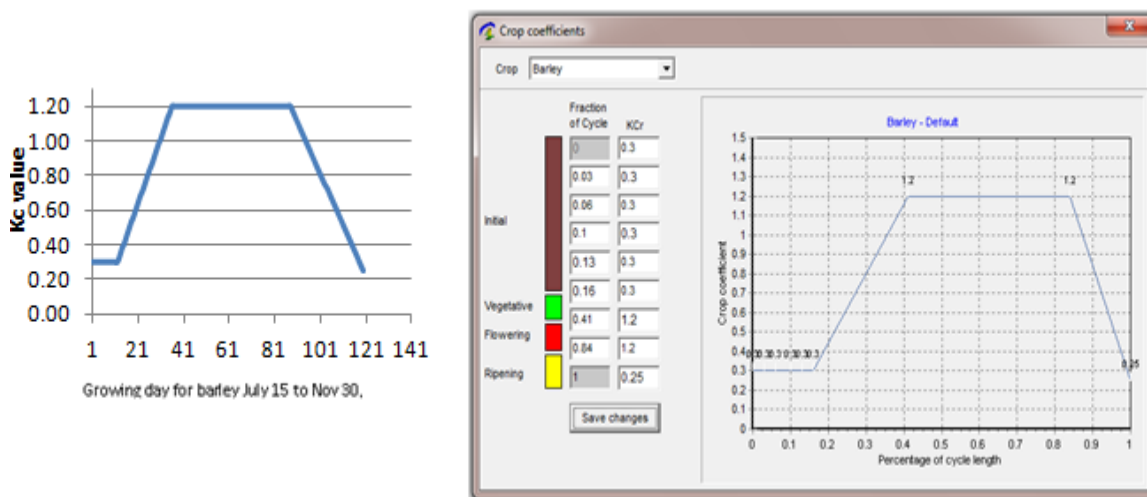 1.20
1.00
0.80
0.60
0.40
0.20
0.00
Kc value
1 21 41 61 81 101 121 141
Growing day for barley July 15 to Nov 30,
Crop coefficients
Crop Barley
Fraction of Cycle KCr
0 0.3
0.03 0.3
0.06 0.3
0.1 0.3
0.13 0.3
0.16 0.3
0.41 1.2
0.84 1.2
1 0.25
Initial
Vegetative
Flowering
Ripening
Save changes
Barley - Default
1.5
1.4
1.3
1.2
1.1
1
0.9
0.8
0.7
0.6
0.5
0.4
0.3
0.2
0.1
0
Crop coefficient
1.2 1.2
0.25
0 0.1 0.2 0.3 0.4 0.5 0.6 0.7 0.8 0.9 1
Percentage of cycle length